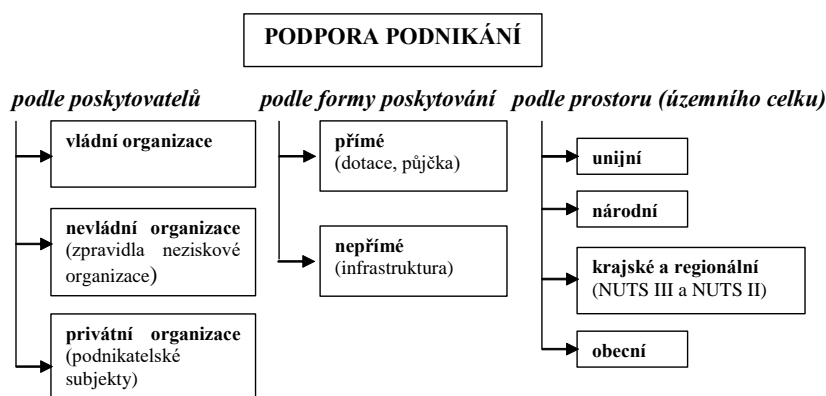 PODPORA PODNIKÁNÍ
podle poskytovatelů
vládní organizace
nevládní organizace
(zpravidla neziskové
organizace)
privátní organizace
(podnikatelské
subjekty)
podle formy poskytování
přímé
(dotace, půjčka)
nepřímé
(infrastruktura)
podle prostoru (územního celku)
unijní
národní
krajské a regionální
(NUTS III a NUTS II)
obecní